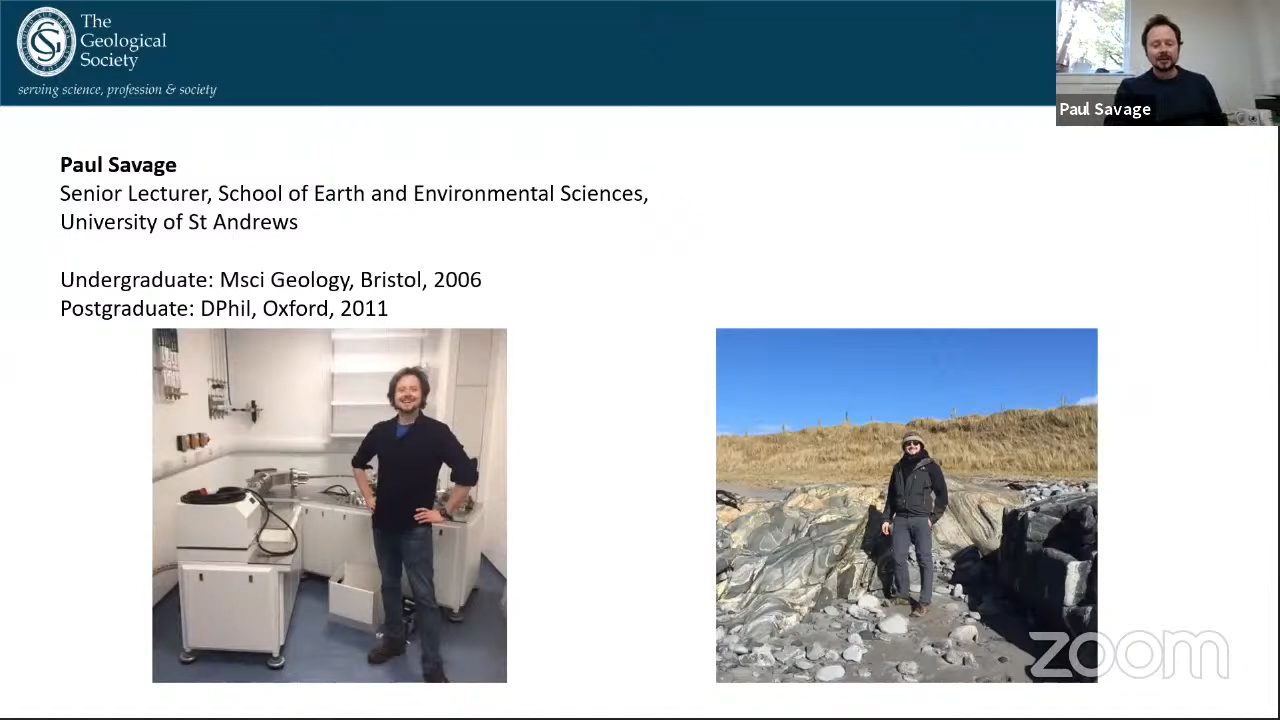 The
Geological
Society
serving science, profession & society
Paul Savage
Paul Savage
Senior Lecturer, School of Earth and Environmental Sciences,
University of St Andrews
Undergraduate: Msci Geology, Bristol, 2006
Postgraduate: DPhil, Oxford, 2011
zoom